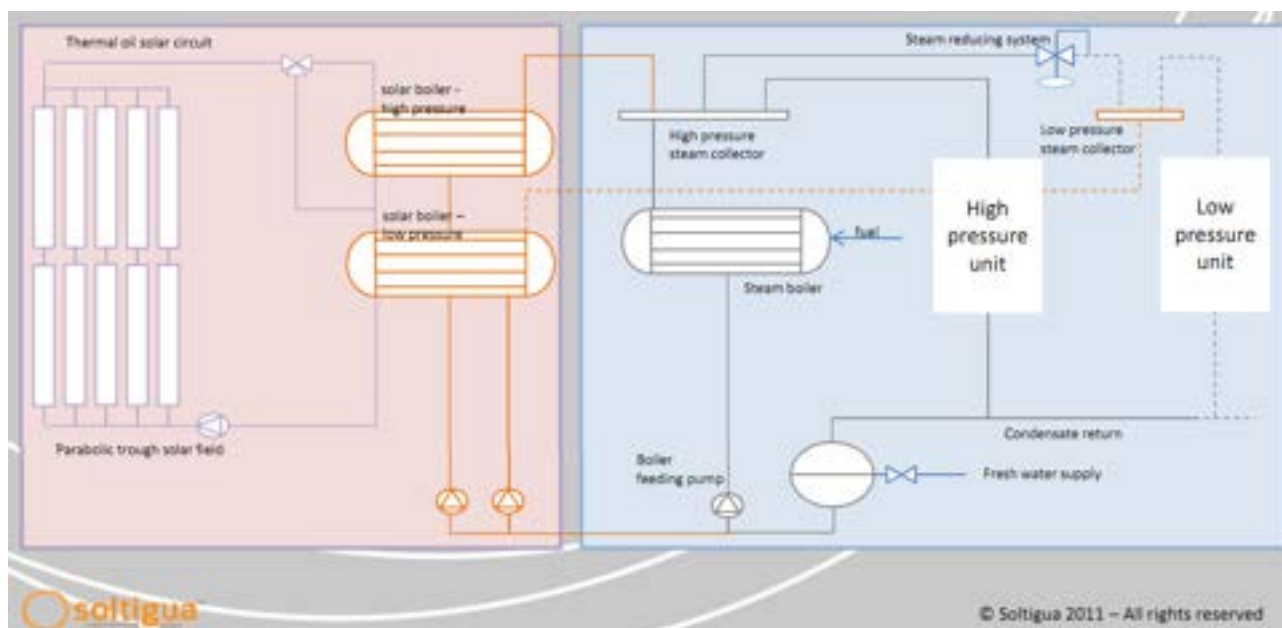 Thermal oil solar circuit
Steam reducing system
solar boiler -
high pressure
High pressure
steam collector
Low pressure
steam collector
solar boiler –
low pressure
fuel
High
pressure
unit
Low
pressure
unit
Steam boiler
Parabolic trough solar field
Condensate return
Boiler
feeding pump
Fresh water supply
soltigua
© Soltigua 2011 – All rights reserved